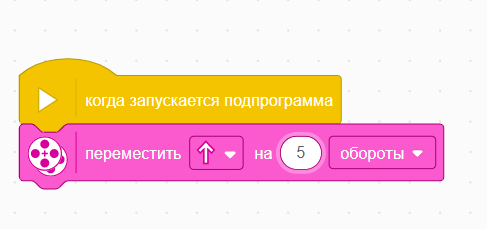 когда запускается подпрограмма
переместить на 5 обороты